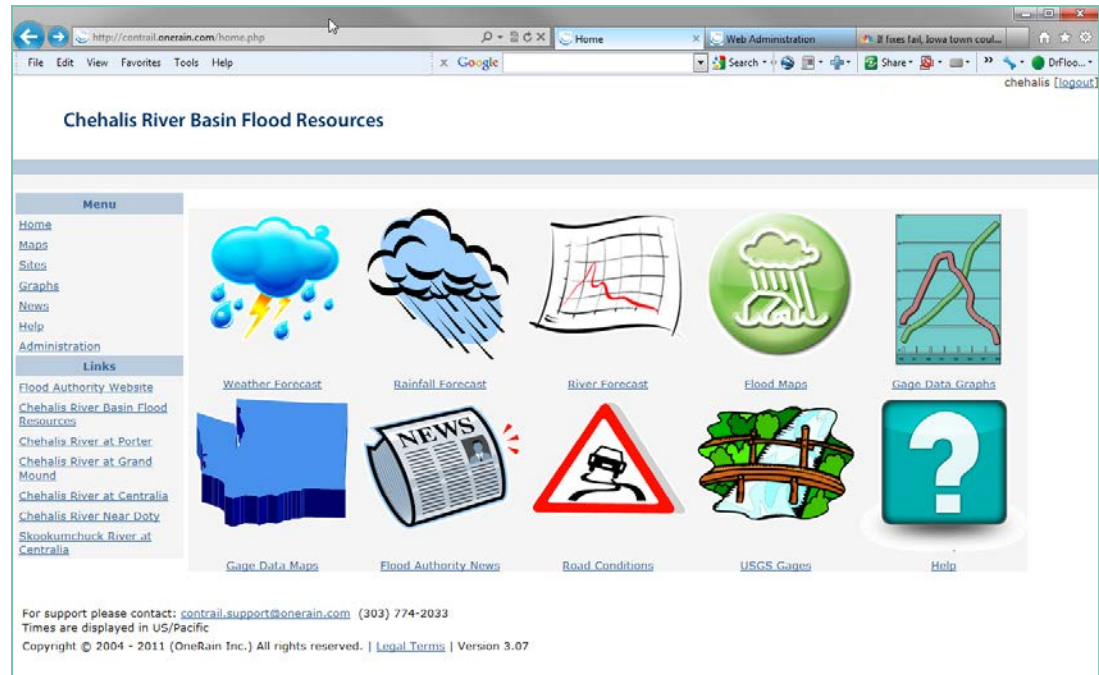 http://contrail.onerain.com/home.php
Home
Web Administration
If fixes fail, Iowa town coul...
File Edit View Favorites Tools Help
x Google
Search
Share
DrFloo...
chehalis [logout]
Chehalis River Basin Flood Resources
Menu
Home
Maps
Sites
Graphs
News
Help
Administration
Links
Flood Authority Website
Chehalis River Basin Flood
Resources
Chehalis River at Porter
Chehalis River at Grand
Mound
Chehalis River at Centralia
Chehalis River Near Doty
Skookumchuck River at
Centralia
Weather Forecast
Rainfall Forecast
River Forecast
Flood Maps
Gage Data Graphs
NEWS
?
Gage Data Maps
Flood Authority News
Road Conditions
USGS Gages
Help
For support please contact: contrail.support@onerain.com (303) 774-2033
Times are displayed in US/Pacific
Copyright © 2004 - 2011 (OneRain Inc.) All rights reserved. | Legal Terms | Version 3.07